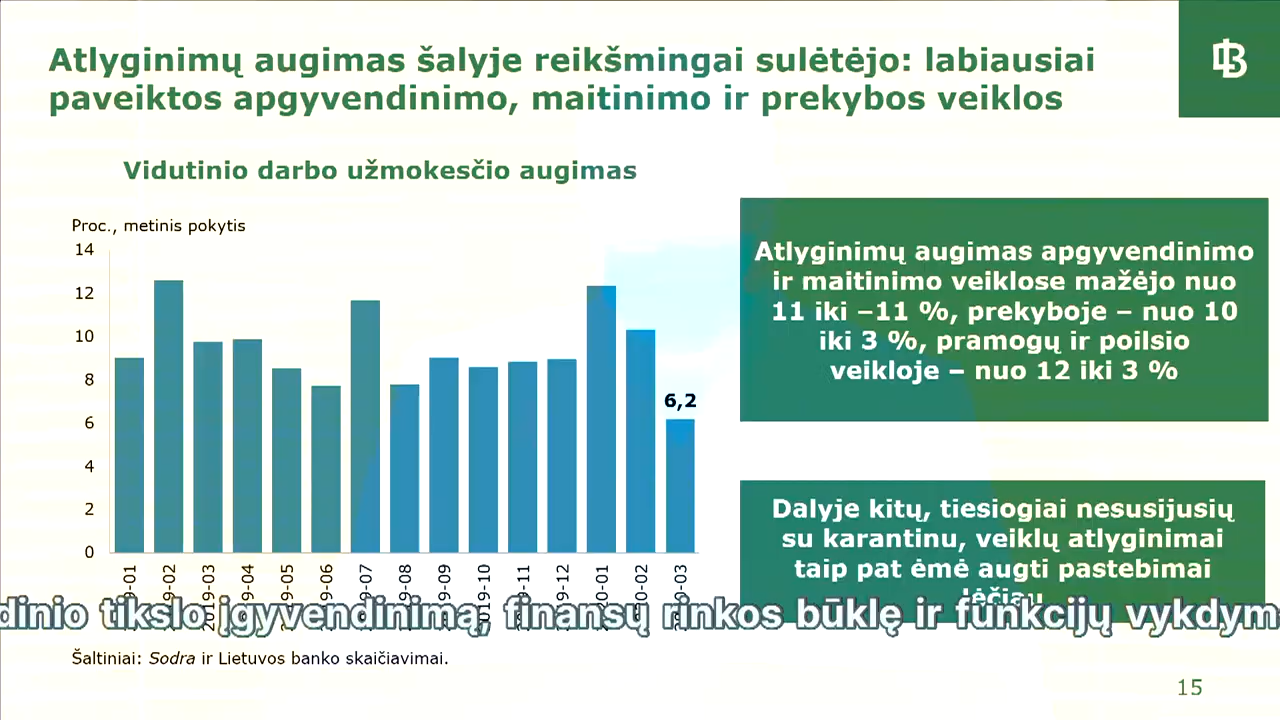 Atlyginimų augimas šalyje reikšmingai sulėtėjo: labiausiai
paveiktos apgyvendinimo, maitinimo ir prekybos veiklos
Vidutinio darbo užmokesčio augimas
Proc., metinis pokytis
14
12
10
8
6
4
2
0
6,2
Atlyginimų augimas apgyvendinimo
ir maitinimo veiklose mažėjo nuo
11 iki –11 %, prekyboje – nuo 10
iki 3 %, pramogų ir poilsio
veikloje – nuo 12 iki 3 %
Dalyje kitų, tiesiogiai nesusijusių
su karantinu, veiklų atlyginimai
taip pat ėmė augti pastebimai
lėčiau
dinio tikslo įgyvendinimą, finansų rinkos būklę ir funkcijų vykdym
Šaltiniai: Sodra ir Lietuvos banko skaičiavimai.
15